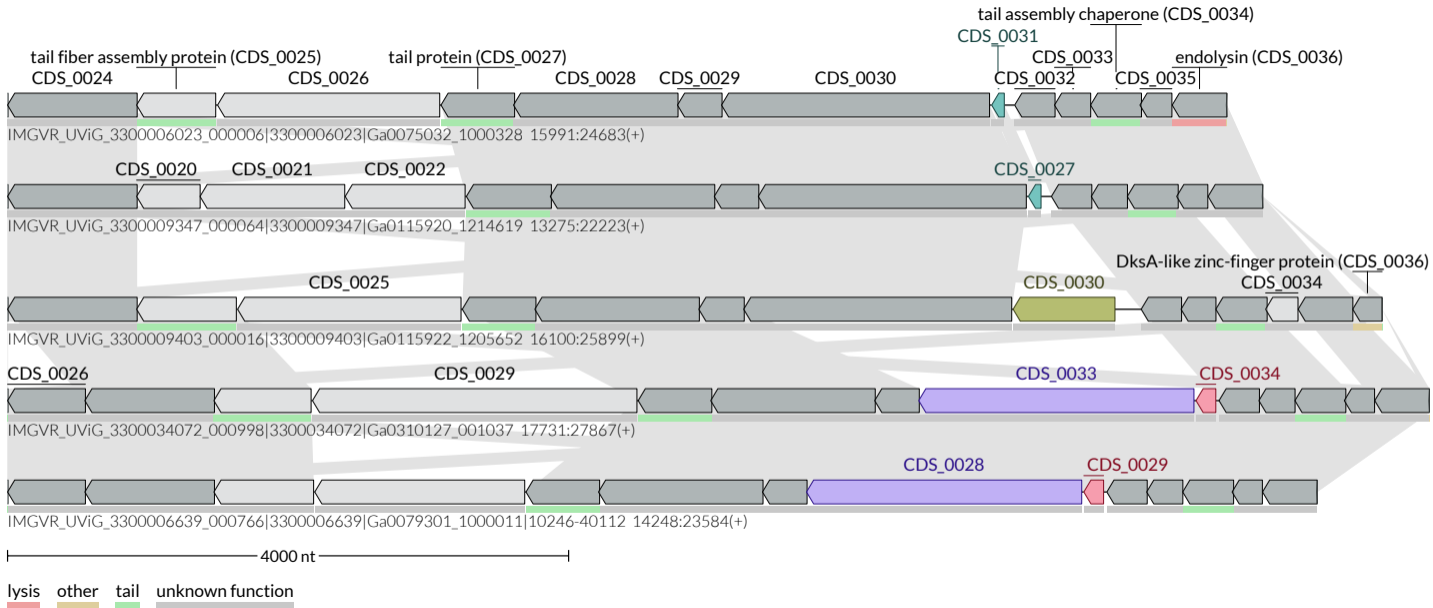 tail assembly chaperone (CDS_0034)
CDS_0031
tail fiber assembly protein (CDS_0025) tail protein (CDS_0027) CDS_0033 endolysin (CDS_0036)
CDS_0024 CDS_0026 CDS_0028 CDS_0029 CDS_0030 CDS_0032 CDS_0035
IMGVR_UViG_3300006023_000006|3300006023|Ga0075032_1000328 15991:24683(+)
CDS_0020 CDS_0021 CDS_0022 CDS_0027
IMGVR_UViG_3300009347_000064|3300009347|Ga0115920_1214619 13275:22223(+)
DksA-like zinc-finger protein (CDS_0036)
CDS_0025 CDS_0030 CDS_0034
IMGVR_UViG_3300009403_000016|3300009403|Ga0115922_1205652 16100:25899(+)
CDS_0026 CDS_0029 CDS_0033 CDS_0034
IMGVR_UViG_3300034072_000998|3300034072|Ga0310127_001037 17731:27867(+)
CDS_0028 CDS_0029
IMGVR_UViG_3300006639_000766|3300006639|Ga0079301_1000011|10246-40112 14248:23584(+)
4000 nt
lysis other tail unknown function